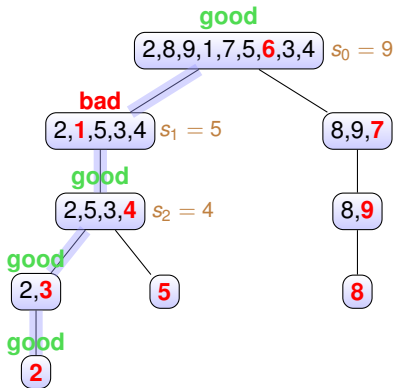 good
2,8,9,1,7,5,6,3,4 s₀ = 9
bad
2,1,5,3,4 s₁ = 5 8,9,7
good
2,5,3,4 s₂ = 4 8,9
good
2,3 5 8
good
2